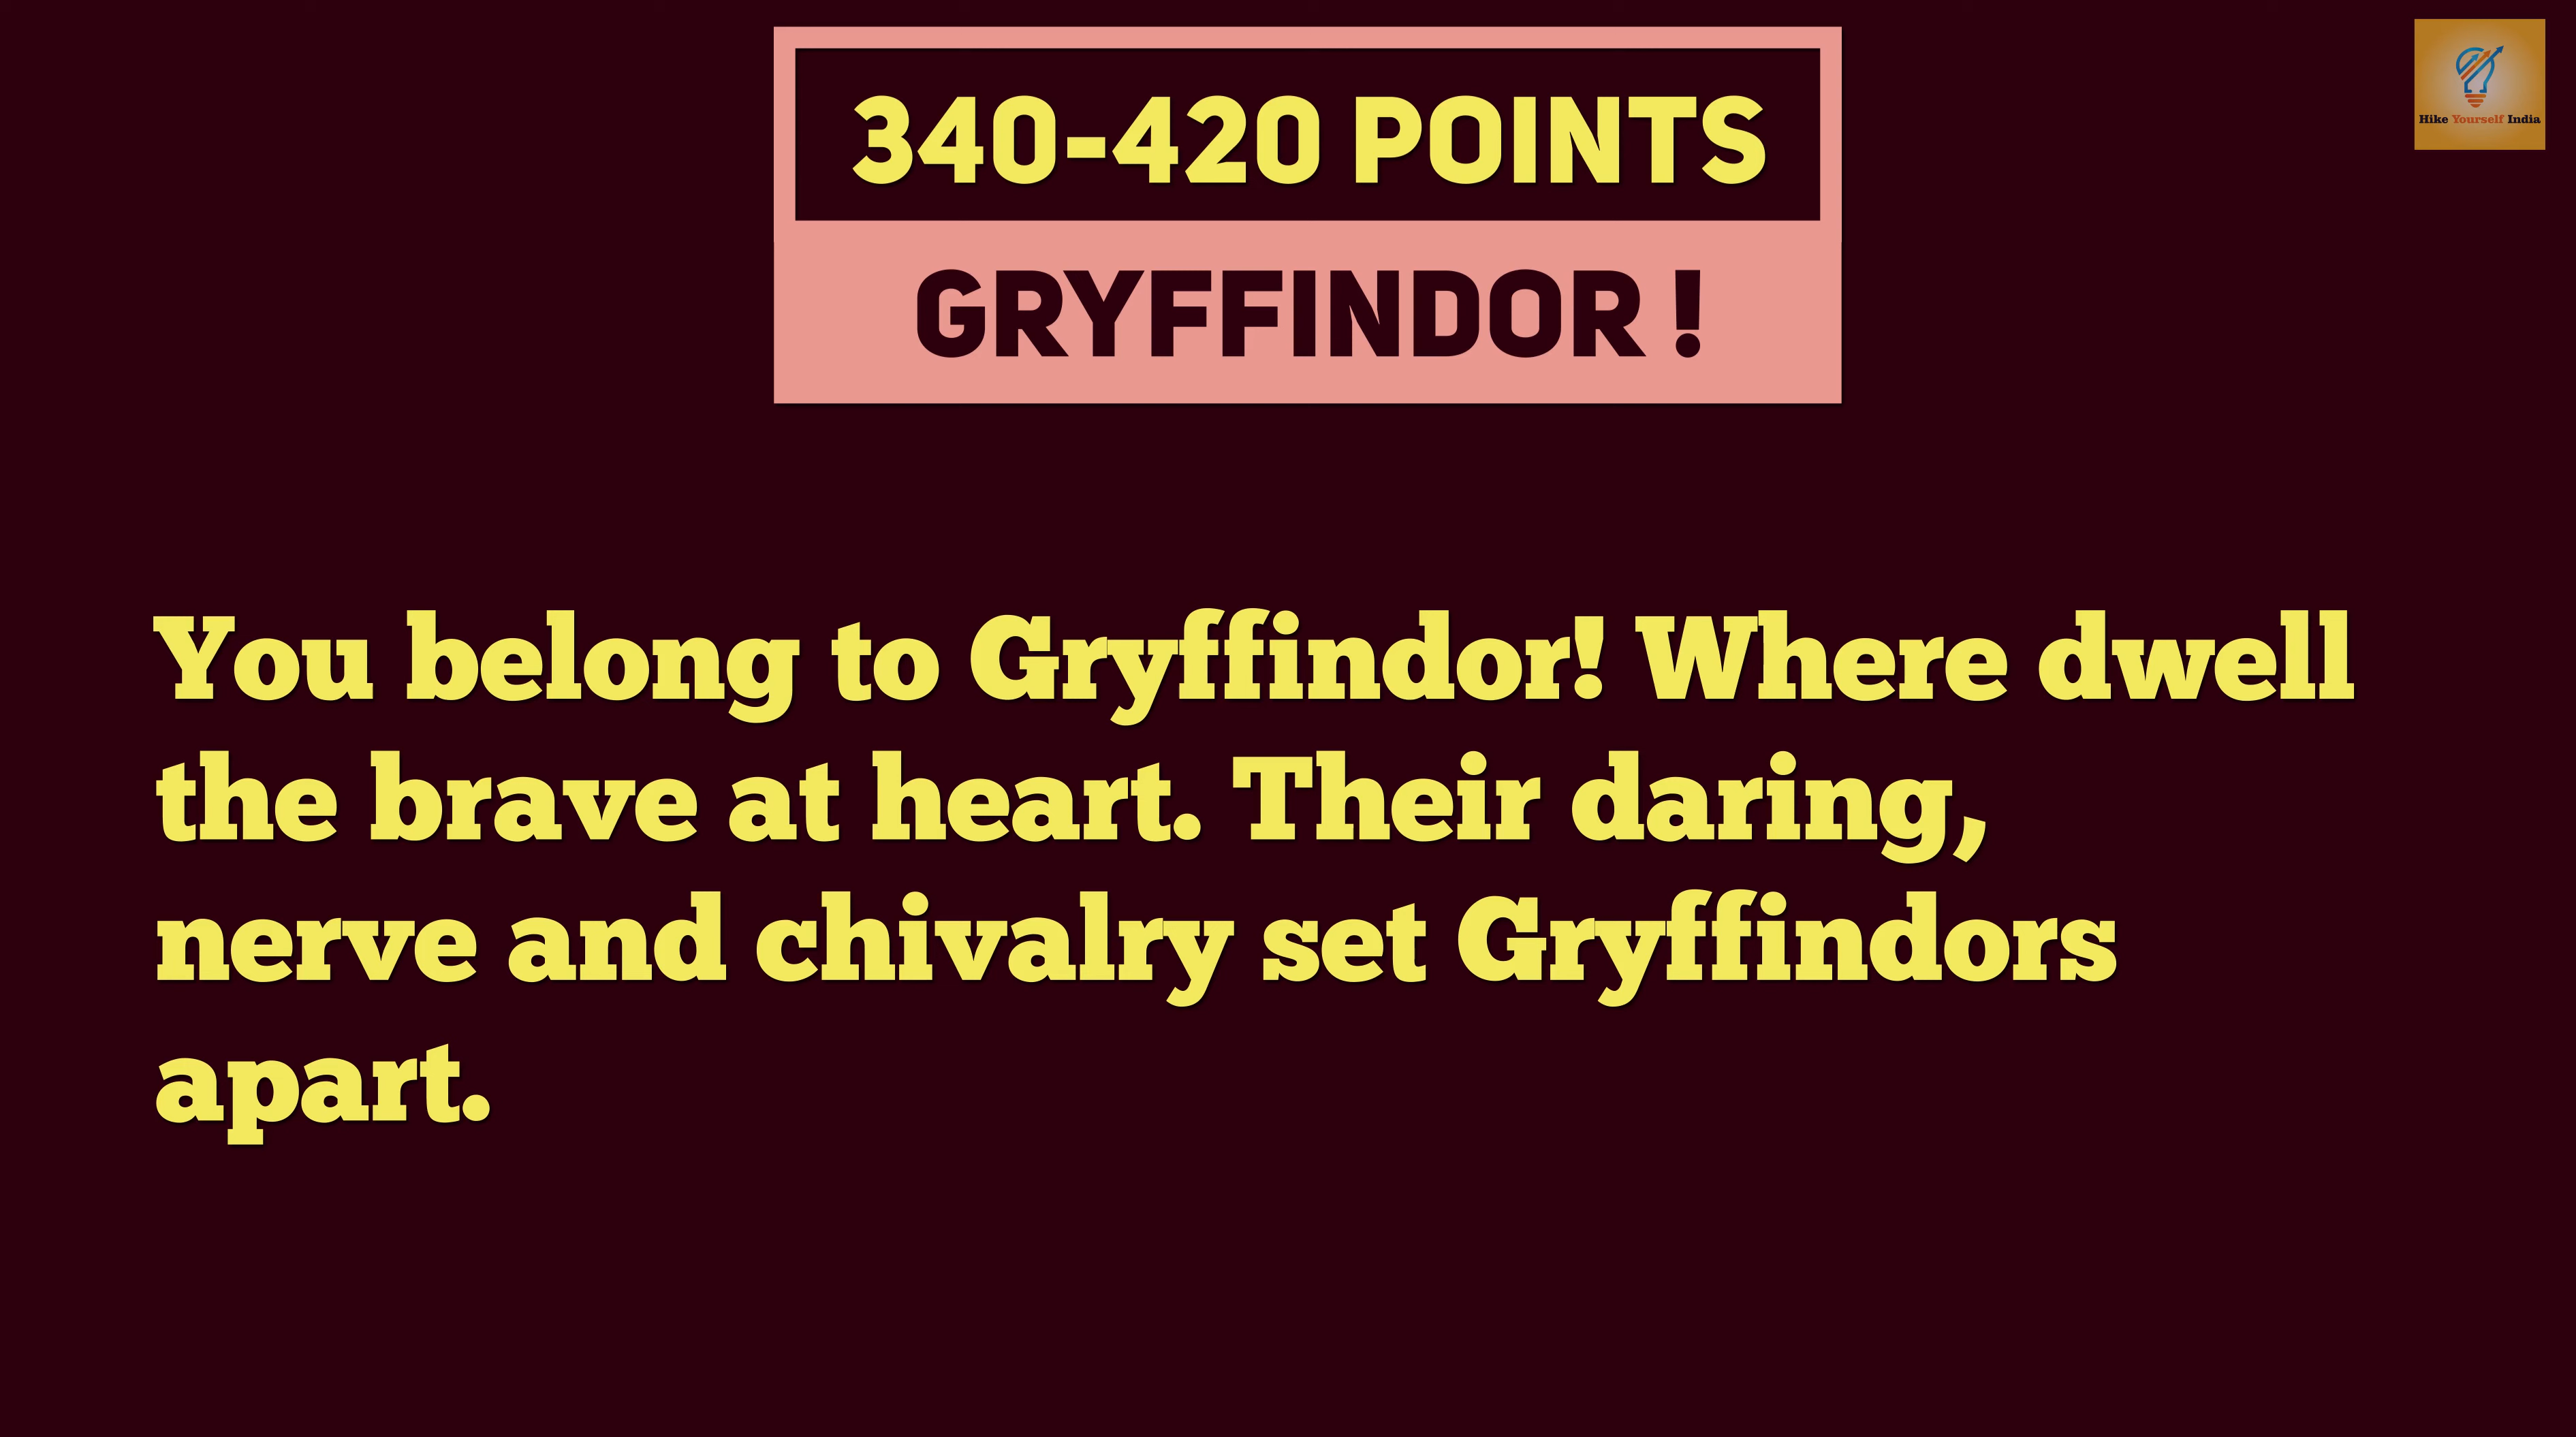 340-420 POINTS
GRYFFINDOR !
Hike Yourself India
You belong to Gryffindor! Where dwell
the brave at heart. Their daring,
nerve and chivalry set Gryffindors
apart.